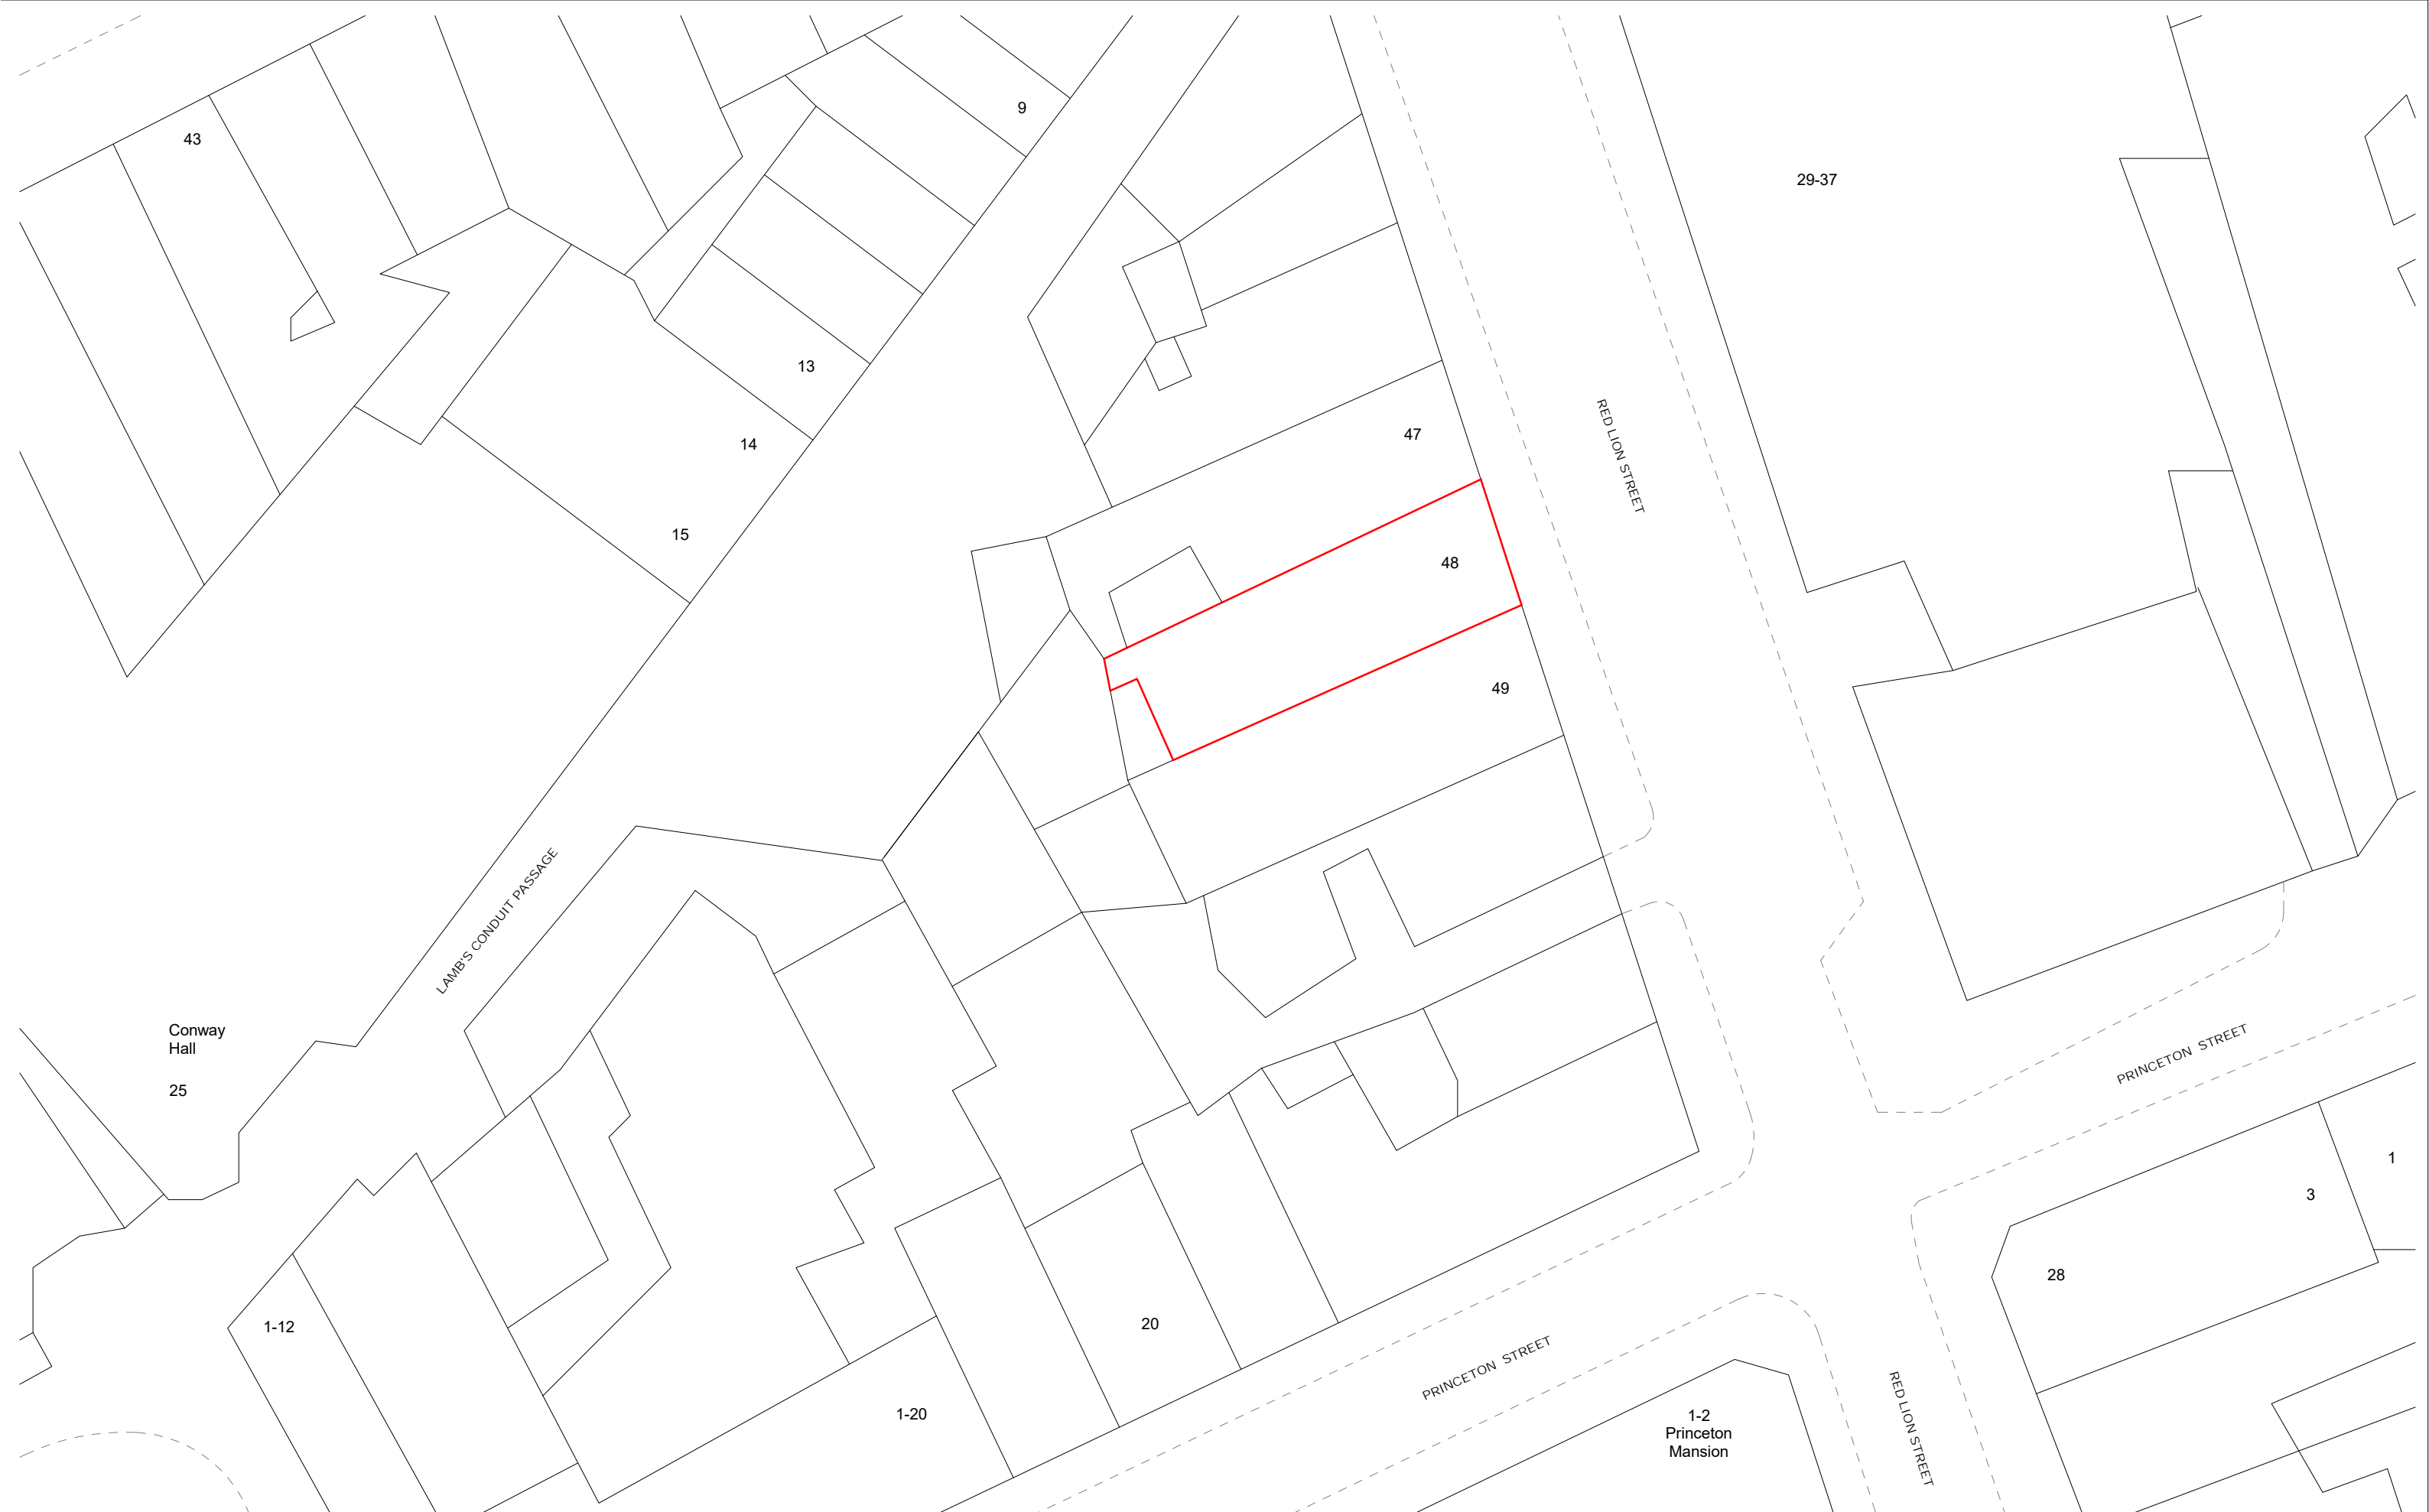 9
43
29-37
13
47
14
RED LION STREET
15
48
49
LAMB'S CONDUIT PASSAGE
Conway
Hall
25
PRINCETON STREET
1
3
28
20
1-12
PRINCETON STREET
1-20
1-2
Princeton
Mansion
RED LION STREET